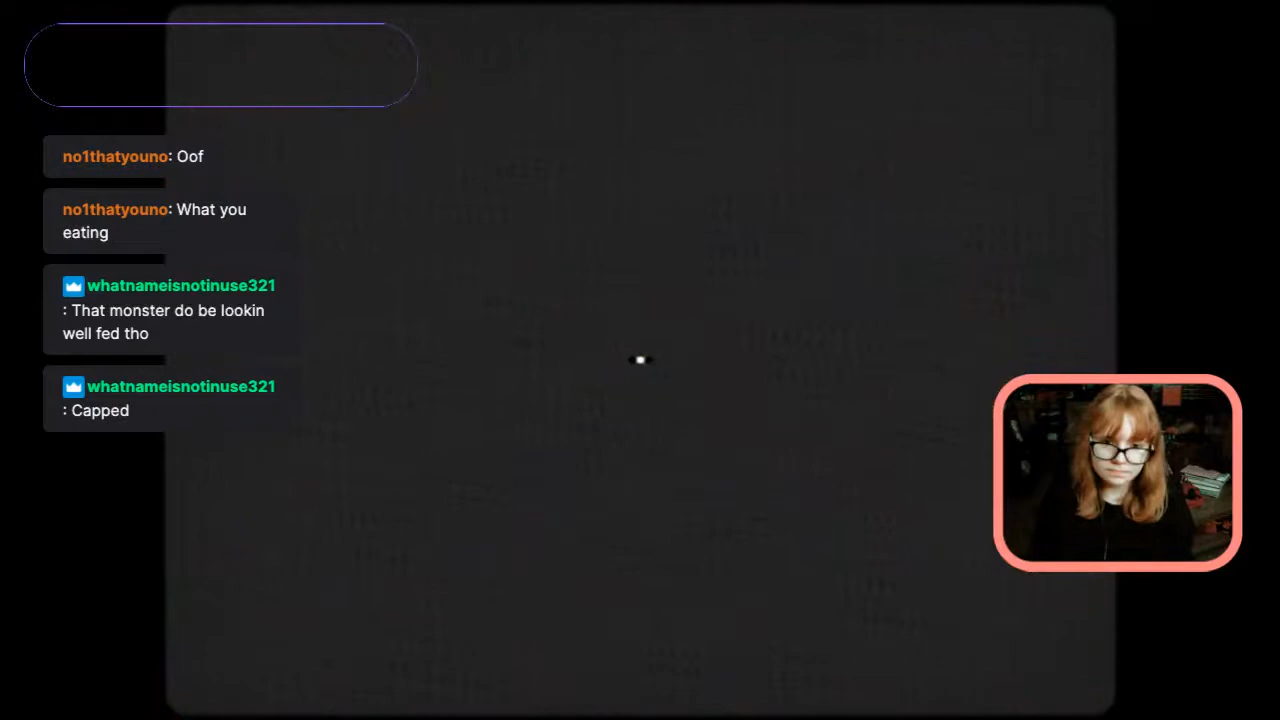 no1thatyouno: Oof
no1thatyouno: What you
eating
whatnameisnotinuse321
: That monster do be lookin
well fed tho
whatnameisnotinuse321
: Capped